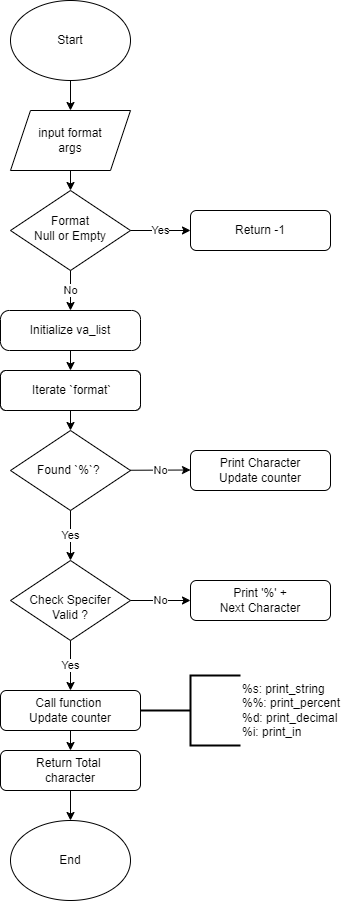 Start
input format
args
Format
Null or Empty
Yes
Return -1
No
Initialize va_list
Iterate `format`
Found `%`?
No
Print Character
Update counter
Yes
Check Specifer
Valid ?
No
Print '%' +
Next Character
Yes
Call function
Update counter
%s: print_string
%%: print_percent
%d: print_decimal
%i: print_in
Return Total
character
End